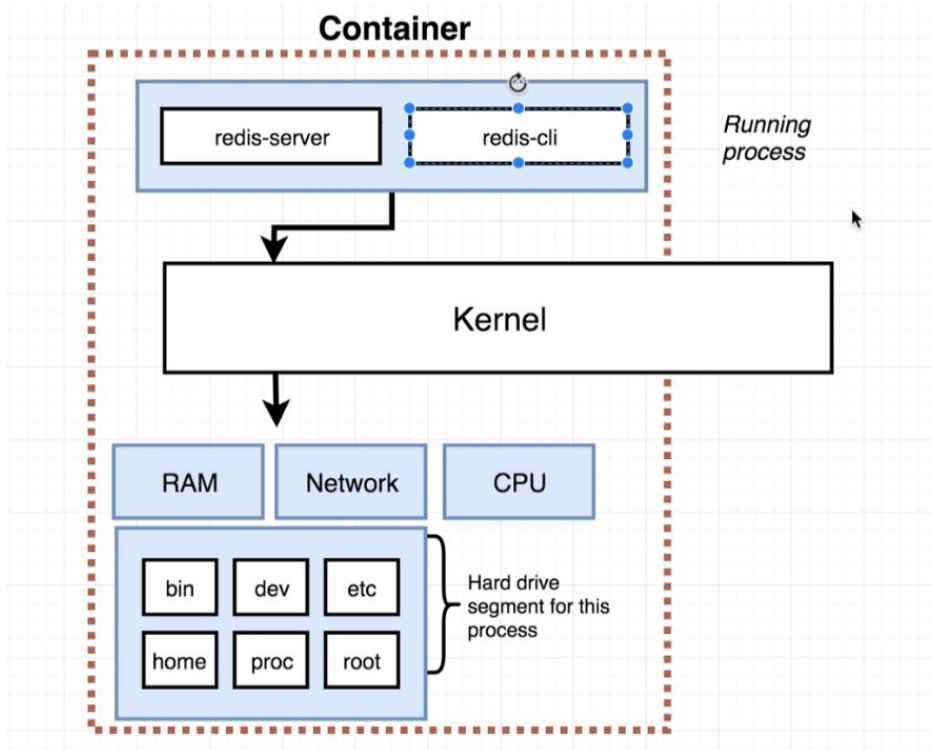 Container
redis-server
redis-cli
Running
process
Kernel
RAM
Network
CPU
bin
dev
etc
home
proc
root
Hard drive
segment for this
process